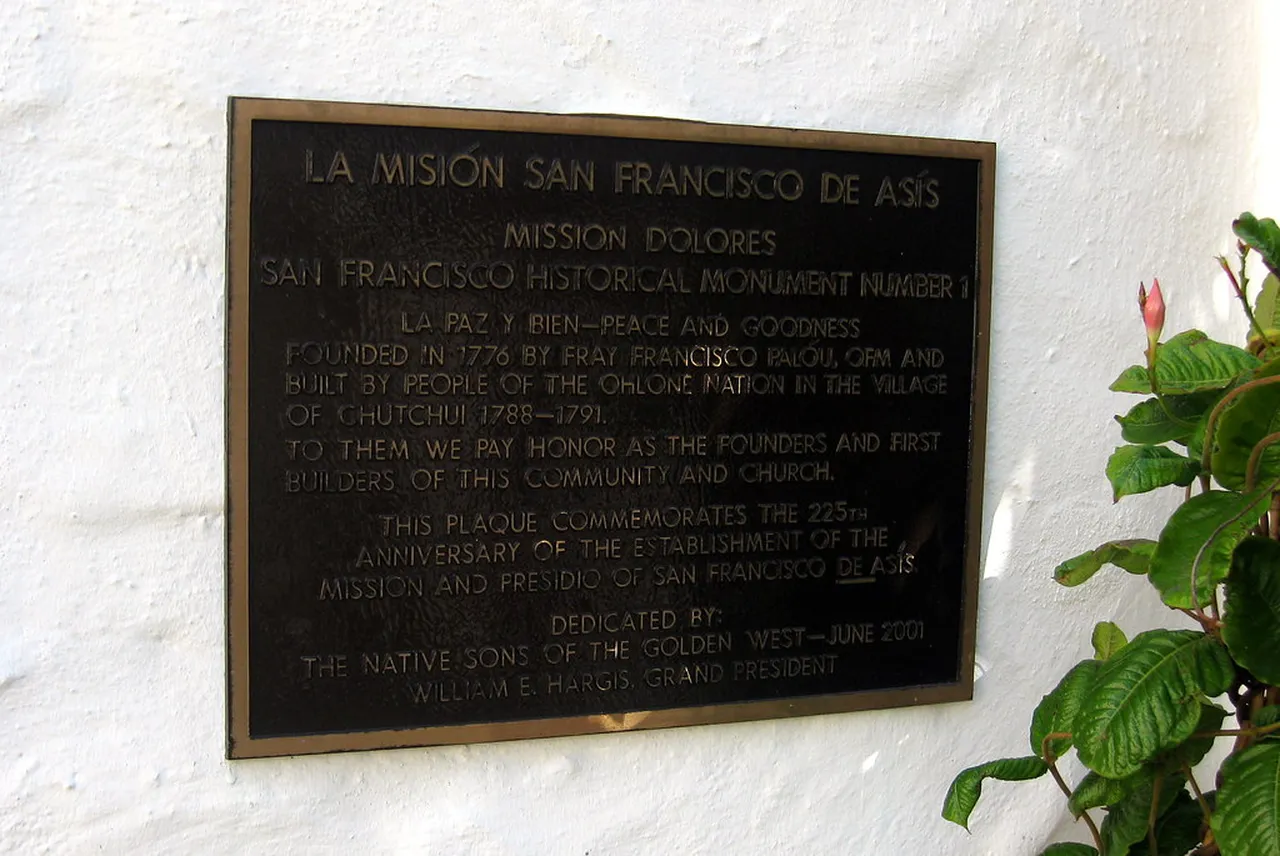 LA MISIÓN SAN FRANCISCO DE ASÍS
MISSION DOLORES
SAN FRANCISCO HISTORICAL MONUMENT NUMBER 1
LA PAZ Y BIEN—PEACE AND GOODNESS
FOUNDED IN 1776 BY FRAY FRANCISCO PALÓU, OFM AND
BUILT BY PEOPLE OF THE OHLONE NATION IN THE VILLAGE
OF CHUTCHUI 1788—1791.
TO THEM WE PAY HONOR AS THE FOUNDERS AND FIRST
BUILDERS OF THIS COMMUNITY AND CHURCH.
THIS PLAQUE COMMEMORATES THE 225TH
ANNIVERSARY OF THE ESTABLISHMENT OF THE
MISSION AND PRESIDIO OF SAN FRANCISCO DE ASÍS.
DEDICATED BY:
THE NATIVE SONS OF THE GOLDEN WEST—JUNE 2001
WILLIAM E. HARGIS, GRAND PRESIDENT